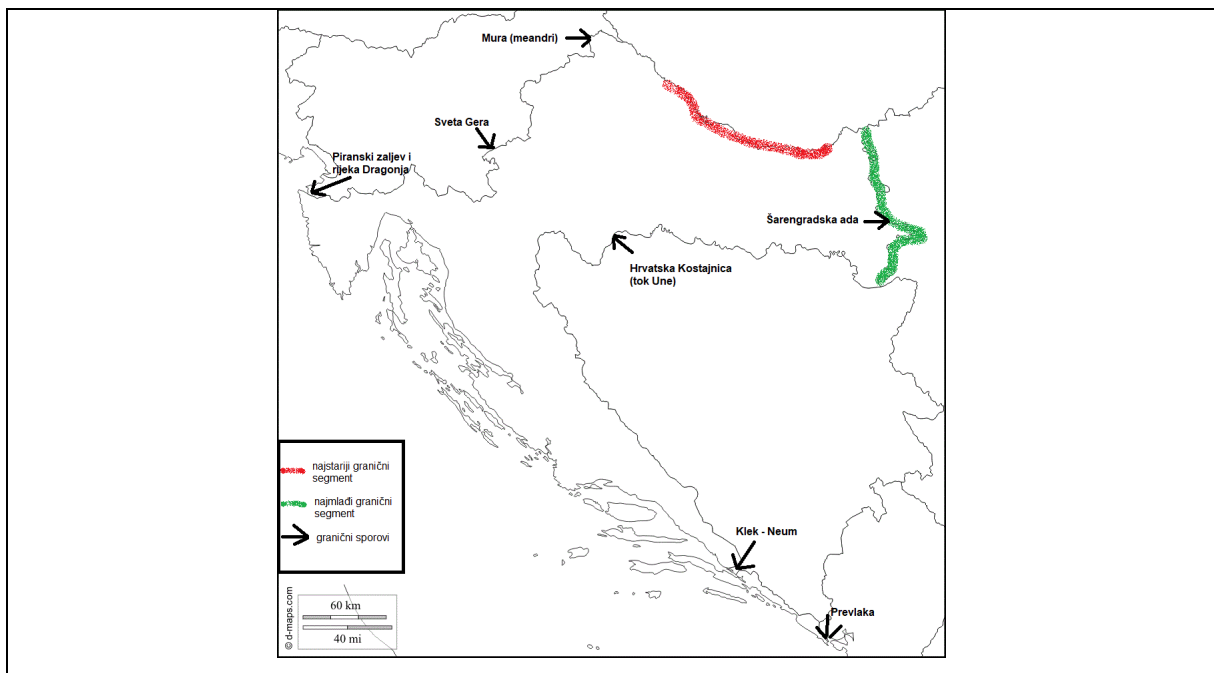 Mura (meandri)
Sveta Gera
Piranski zaljev i
rijeka Dragonja
Šarengradska ada
Hrvatska Kostajnica
(tok Une)
najstariji granični
segment
najmlađi granični
segment
granični sporovi
Klek - Neum
Prevlaka
60 km
40 mi
© d-maps.com